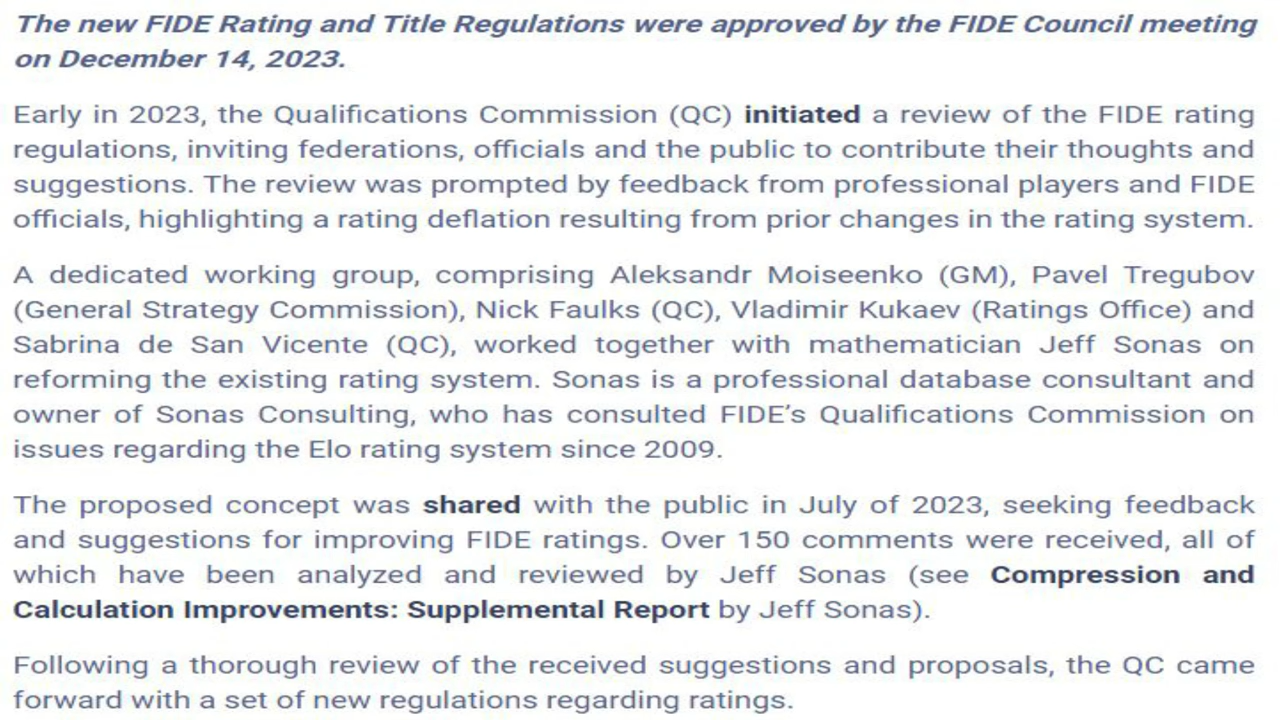 The new FIDE Rating and Title Regulations were approved by the FIDE Council meeting
on December 14, 2023.
Early in 2023, the Qualifications Commission (QC) initiated a review of the FIDE rating
regulations, inviting federations, officials and the public to contribute their thoughts and
suggestions. The review was prompted by feedback from professional players and FIDE
officials, highlighting a rating deflation resulting from prior changes in the rating system.
A dedicated working group, comprising Aleksandr Moiseenko (GM), Pavel Tregubov
(General Strategy Commission), Nick Faulks (QC), Vladimir Kukaev (Ratings Office) and
Sabrina de San Vicente (QC), worked together with mathematician Jeff Sonas on
reforming the existing rating system. Sonas is a professional database consultant and
owner of Sonas Consulting, who has consulted FIDE’s Qualifications Commission on
issues regarding the Elo rating system since 2009.
The proposed concept was shared with the public in July of 2023, seeking feedback
and suggestions for improving FIDE ratings. Over 150 comments were received, all of
which have been analyzed and reviewed by Jeff Sonas (see Compression and
Calculation Improvements: Supplemental Report by Jeff Sonas).
Following a thorough review of the received suggestions and proposals, the QC came
forward with a set of new regulations regarding ratings.